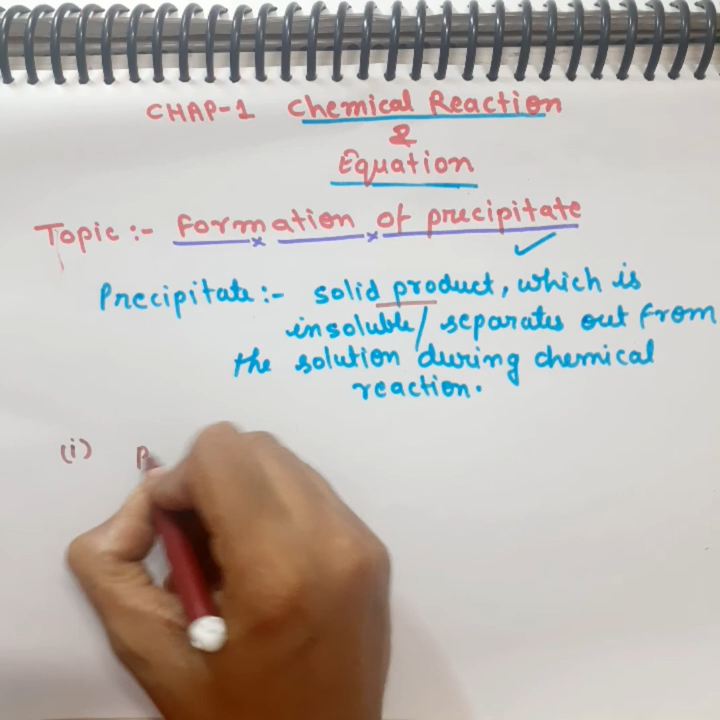 CHAP-1 Chemical Reaction
&
Equation
Topic :- Formation of precipitate
Precipitate :- solid product, which is
insoluble/ separates out from
the solution during chemical
reaction.
(i)